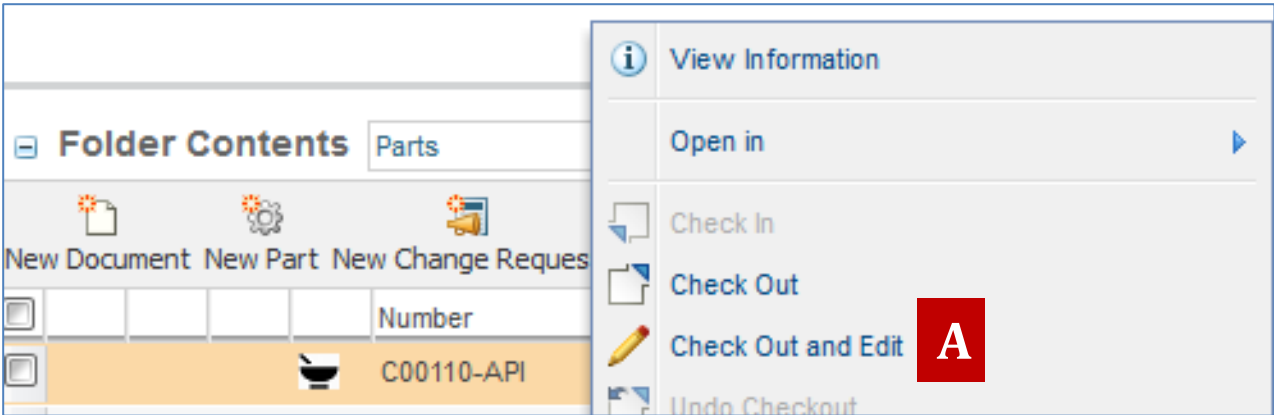 View Information
Folder Contents Parts
Open in
New Document New Part New Change Reques
Check In
Check Out
Number
Check Out and Edit A
C00110-API
Undo Checkout